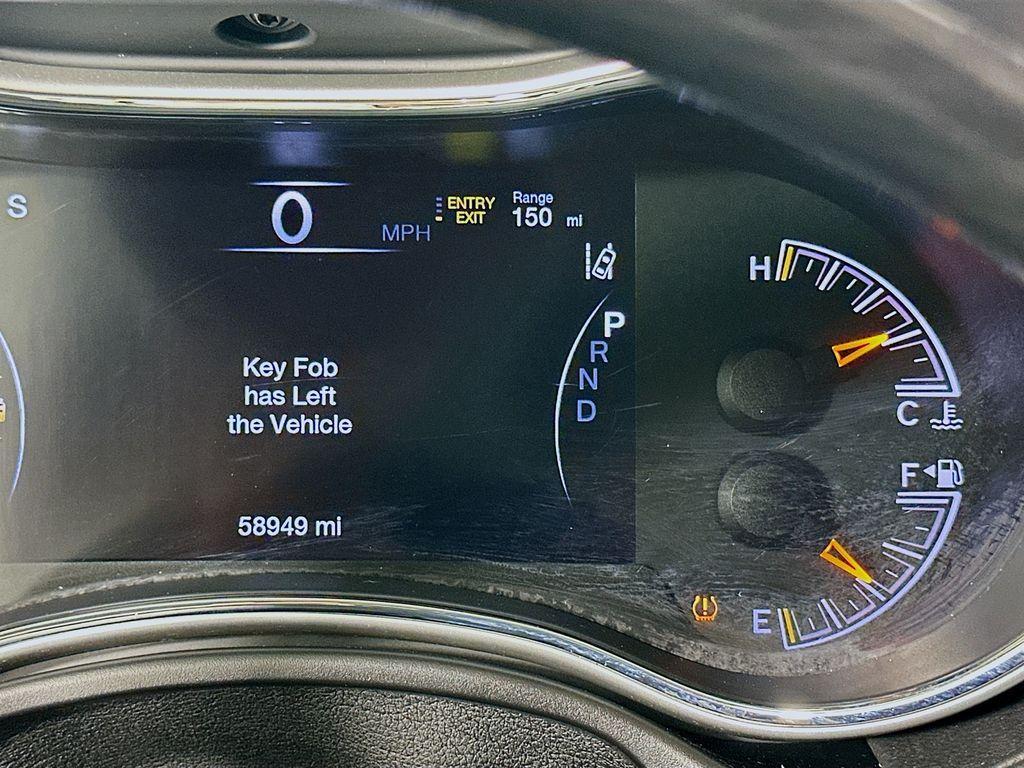 S
0
MPH
ENTRY
EXIT
Range
150 mi
P
R
N
D
Key Fob
has Left
the Vehicle
58949 mi
H
C
F
E